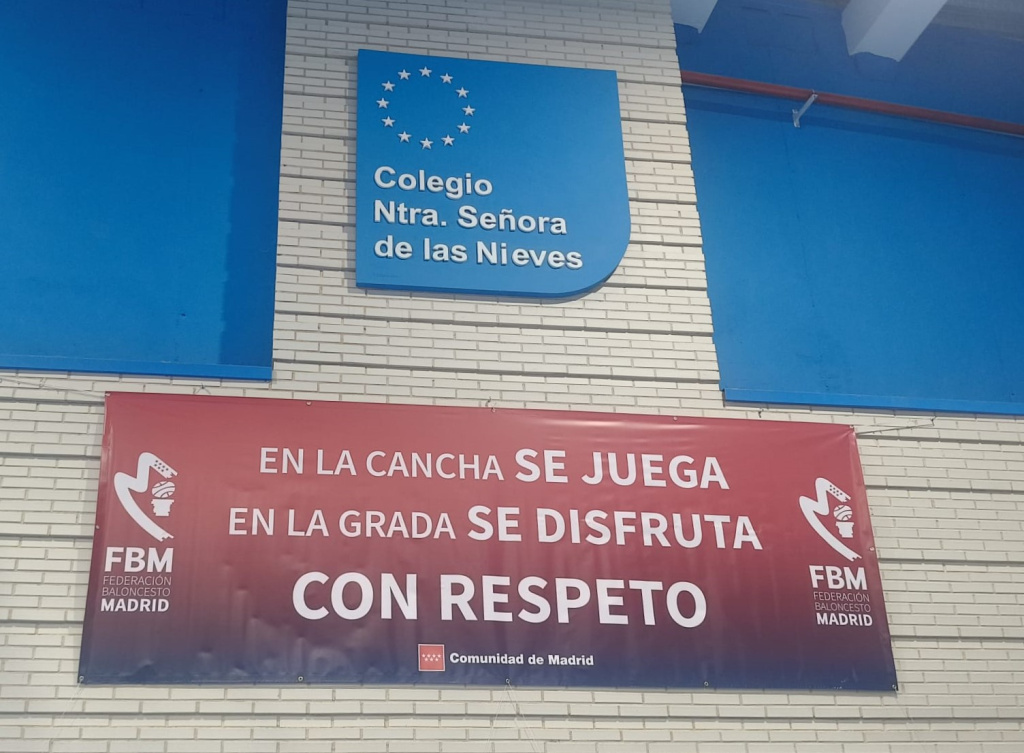 Colegio
Ntra. Señora
de las Nieves
EN LA CANCHA SE JUEGA
EN LA GRADA SE DISFRUTA
CON RESPETO
FBM
FEDERACIÓN
BALONCESTO
MADRID
FBM
FEDERACIÓN
BALONCESTO
MADRID
Comunidad de Madrid